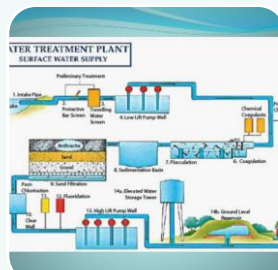 ATER TREATMENT PLANT
SURFACE WATER SUPPLY
Preliminary Treatment
1. Intake Pipe
2.
Protective
Bar Screen
3.
Travelling
Water
Screen
4. Low Lift Pump Well
Chemical
Coagulants
Anthracite
Sand
Gravel
9. Sand Filtration
8. Sedimentation Basin
7. Flocculation
6. Coagulation
Post-
Chlorination
10.
Clear
Well
11.
12. Fluoridation
13. High Lift Pump Well
14a. Elevated Water
Storage Tower
14b. Ground Level
Reservoir